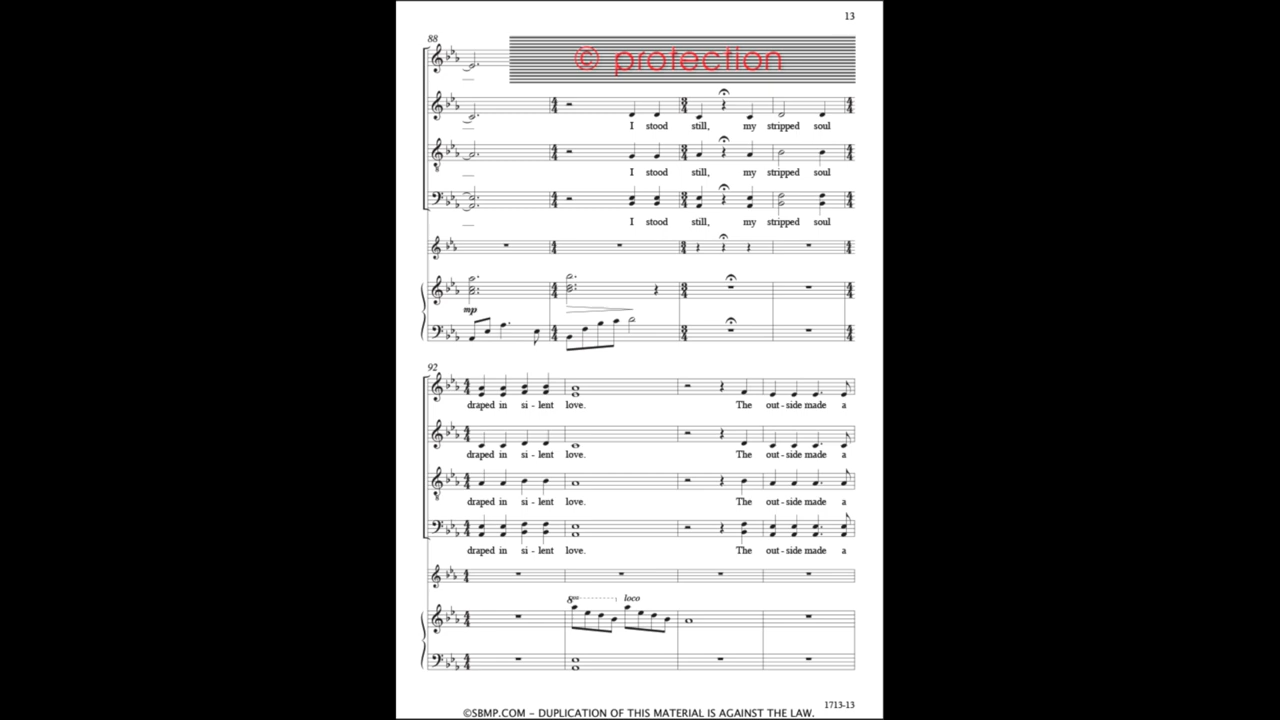 13
88
© protection
mp
I stood still, my stripped soul
I stood still, my stripped soul
I stood still, my stripped soul
92
draped in si - lent love. The out - side made a
draped in si - lent love. The out - side made a
draped in si - lent love. The out - side made a
draped in si - lent love. The out - side made a
8va loco
1713-13
©SBMP.COM – DUPLICATION OF THIS MATERIAL IS AGAINST THE LAW.